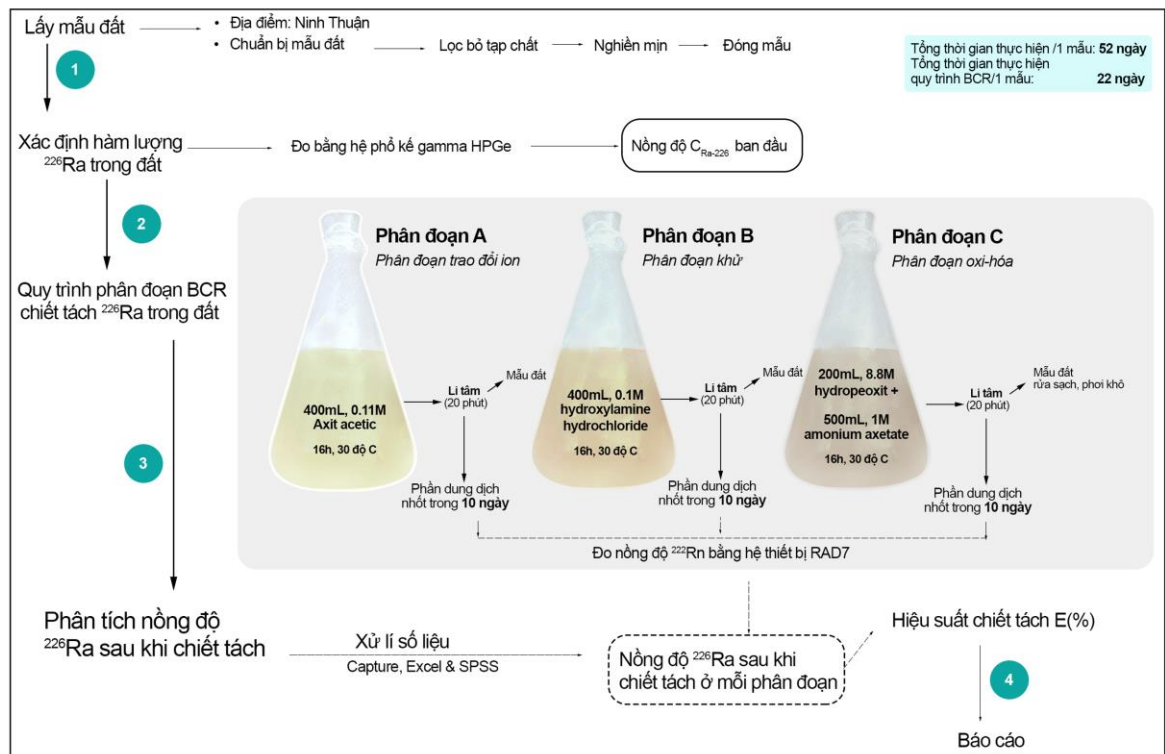 Lấy mẫu đất
• Địa điểm: Ninh Thuận
• Chuẩn bị mẫu đất
Lọc bỏ tạp chất
Nghiền mịn
Đóng mẫu
Tổng thời gian thực hiện /1 mẫu: 52 ngày
Tổng thời gian thực hiện
quy trình BCR/1 mẫu: 22 ngày
1
Xác định hàm lượng
²²⁶Ra trong đất
Đo bằng hệ phổ kế gamma HPGe
Nồng độ C_Ra-226 ban đầu
2
Quy trình phân đoạn BCR
chiết tách ²²⁶Ra trong đất
Phân đoạn A
Phân đoạn trao đổi ion
400mL, 0.11M
Axit acetic
16h, 30 độ C
Li tâm
(20 phút)
Mẫu đất
Phần dung dịch
nhốt trong 10 ngày
Phân đoạn B
Phân đoạn khử
400mL, 0.1M
hydroxylamine
hydrochloride
16h, 30 độ C
Li tâm
(20 phút)
Mẫu đất
Phần dung dịch
nhốt trong 10 ngày
Phân đoạn C
Phân đoạn oxi-hóa
200mL, 8.8M
hydropeoxit +
500mL, 1M
amonium axetate
16h, 30 độ C
Li tâm
(20 phút)
Mẫu đất
rửa sạch, phơi khô
Phần dung dịch
nhốt trong 10 ngày
Đo nồng độ ²²²Rn bằng hệ thiết bị RAD7
3
Phân tích nồng độ
²²⁶Ra sau khi chiết tách
Xử lí số liệu
Capture, Excel & SPSS
Nồng độ ²²⁶Ra sau khi
chiết tách ở mỗi phân đoạn
Hiệu suất chiết tách E(%)
4
Báo cáo